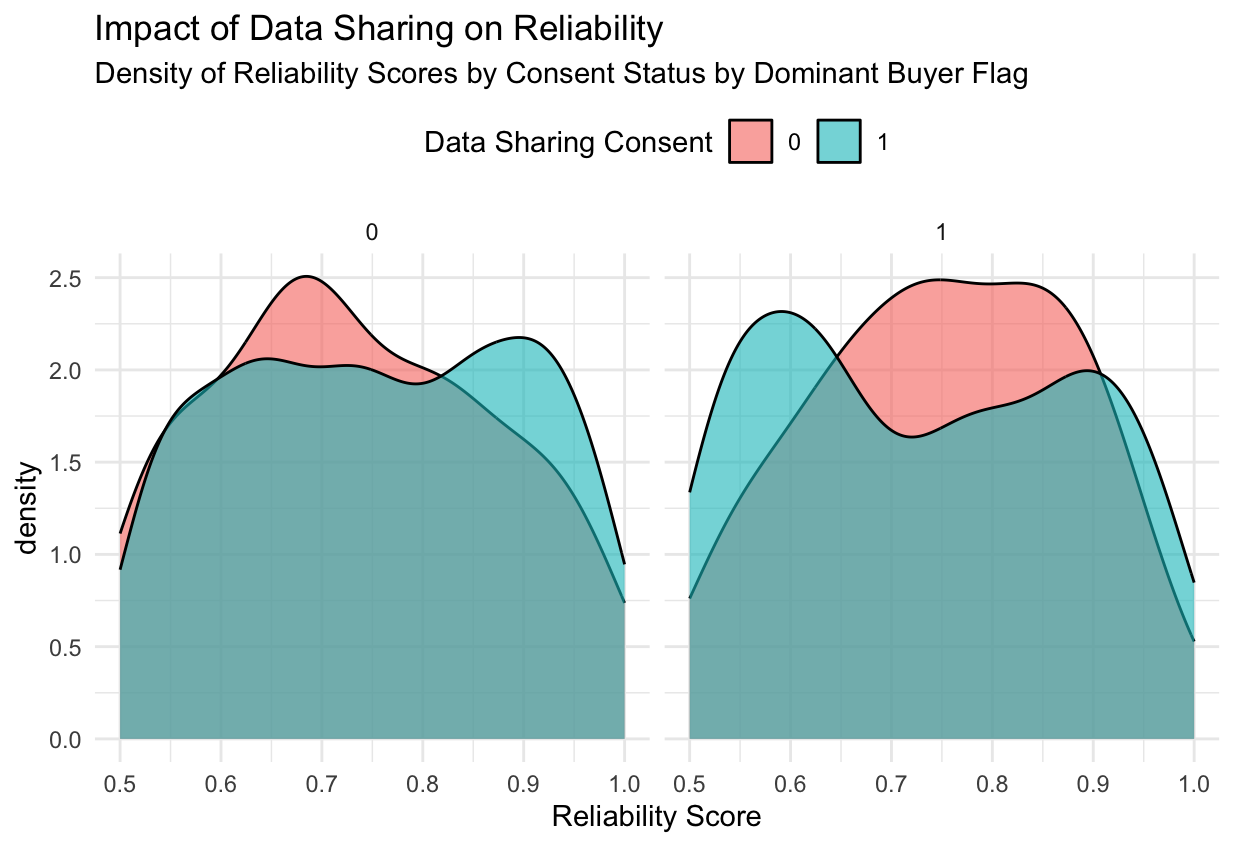 Impact of Data Sharing on Reliability
Density of Reliability Scores by Consent Status by Dominant Buyer Flag
Data Sharing Consent 0 1
0 1
2.5
2.0
1.5
1.0
0.5
0.0
density
0.5 0.6 0.7 0.8 0.9 1.0 0.5 0.6 0.7 0.8 0.9 1.0
Reliability Score